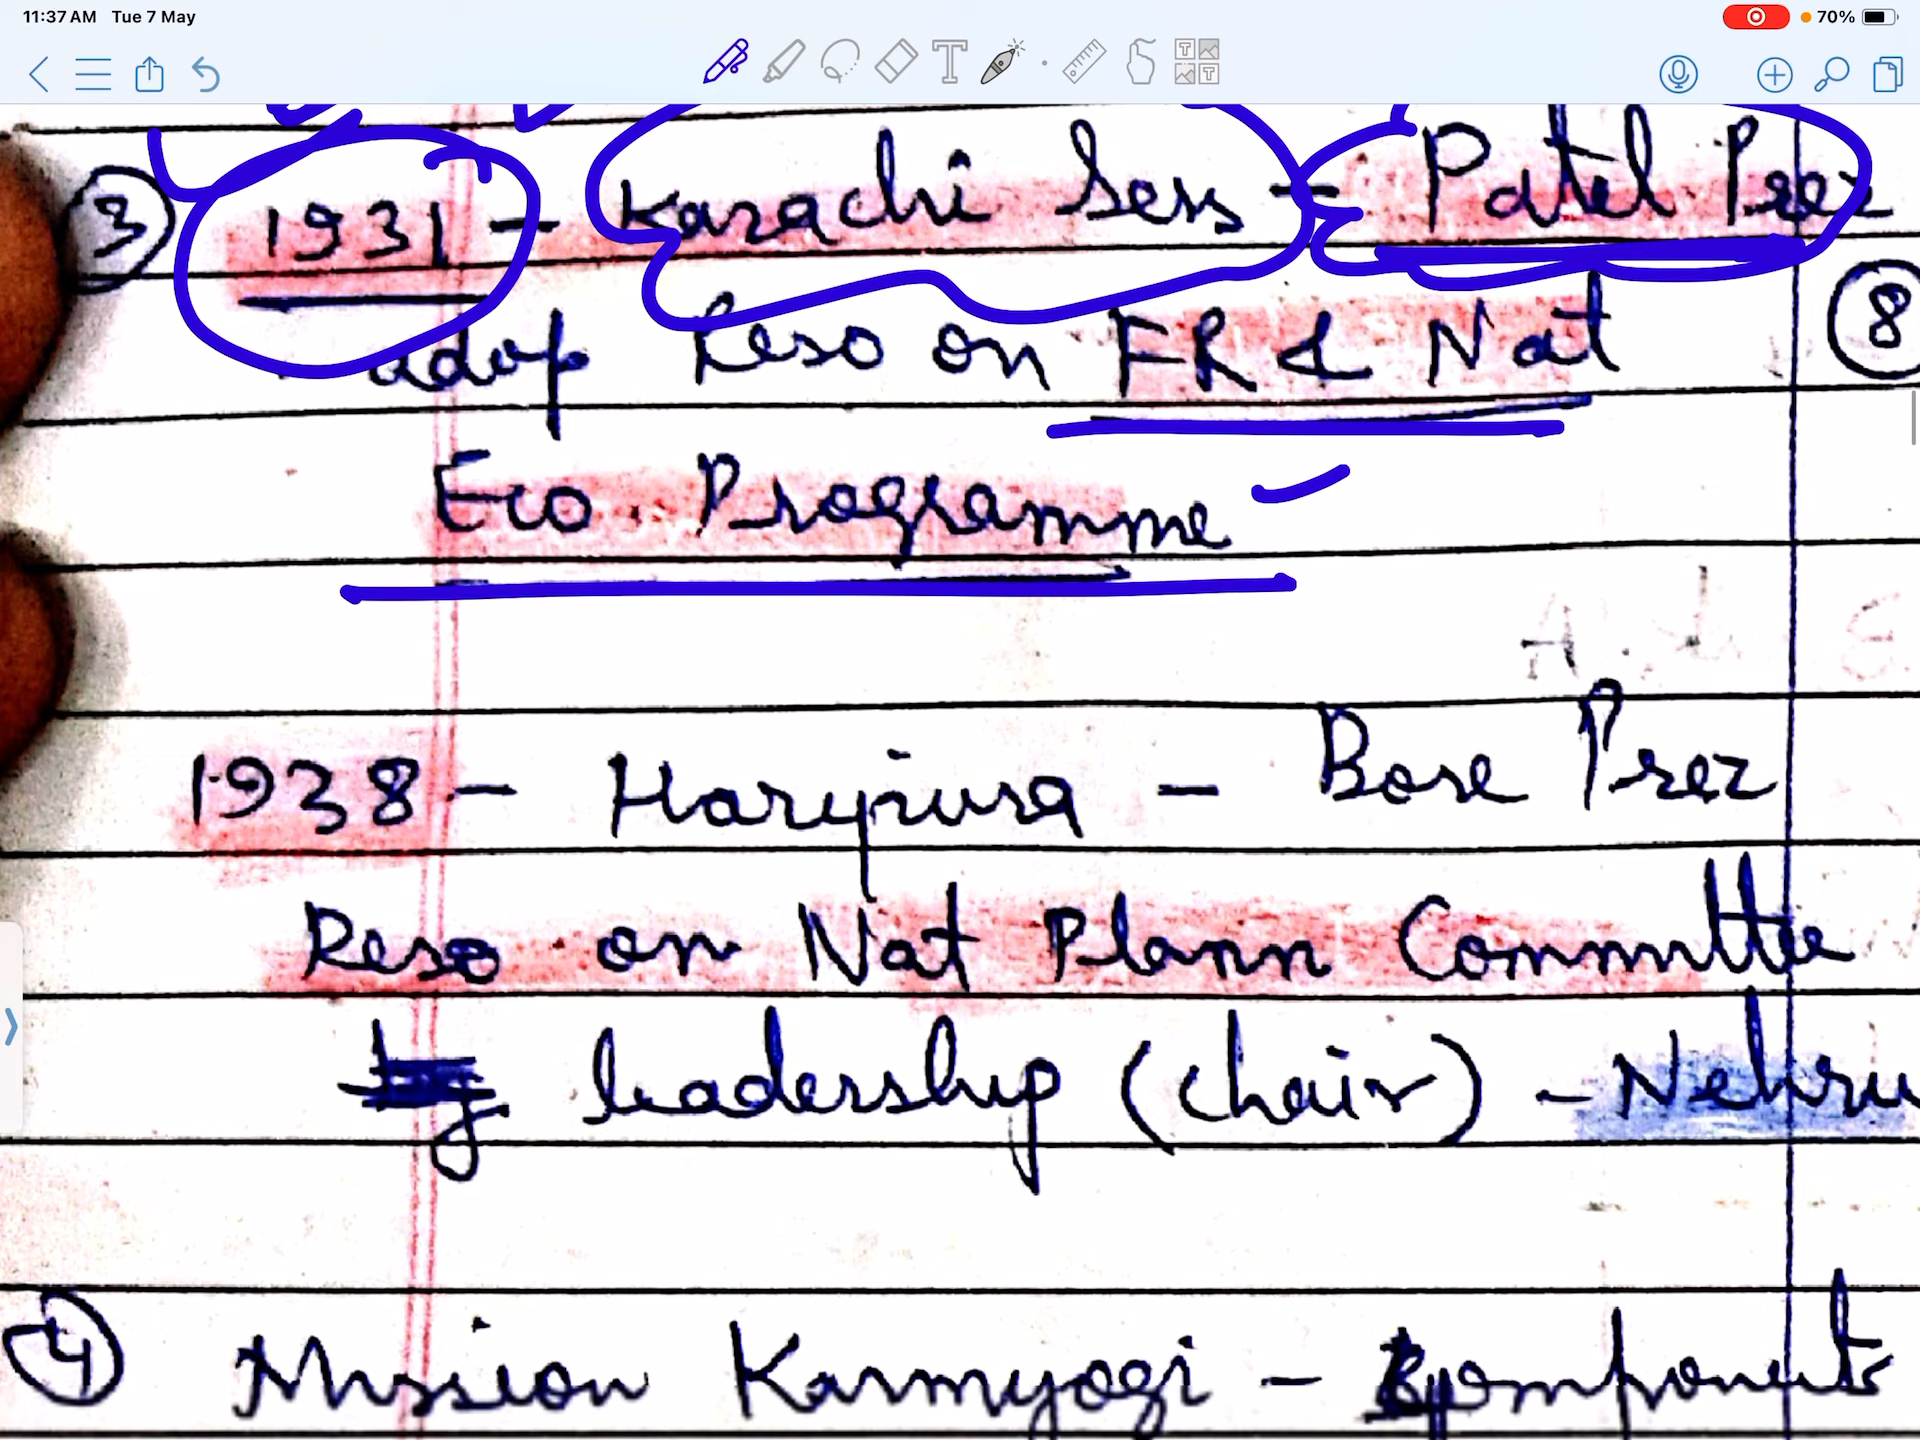 11:37 AM Tue 7 May 70%
③ 1931 - Karachi Sess - Patel Prez
adop Reso on FR & Nat ⑧
Eco. Programme
1938 - Haripura - Bose Prez
Reso on Nat Plann Committee
leadership (chair) - Nehru
④ Mission Karmyogi - Components